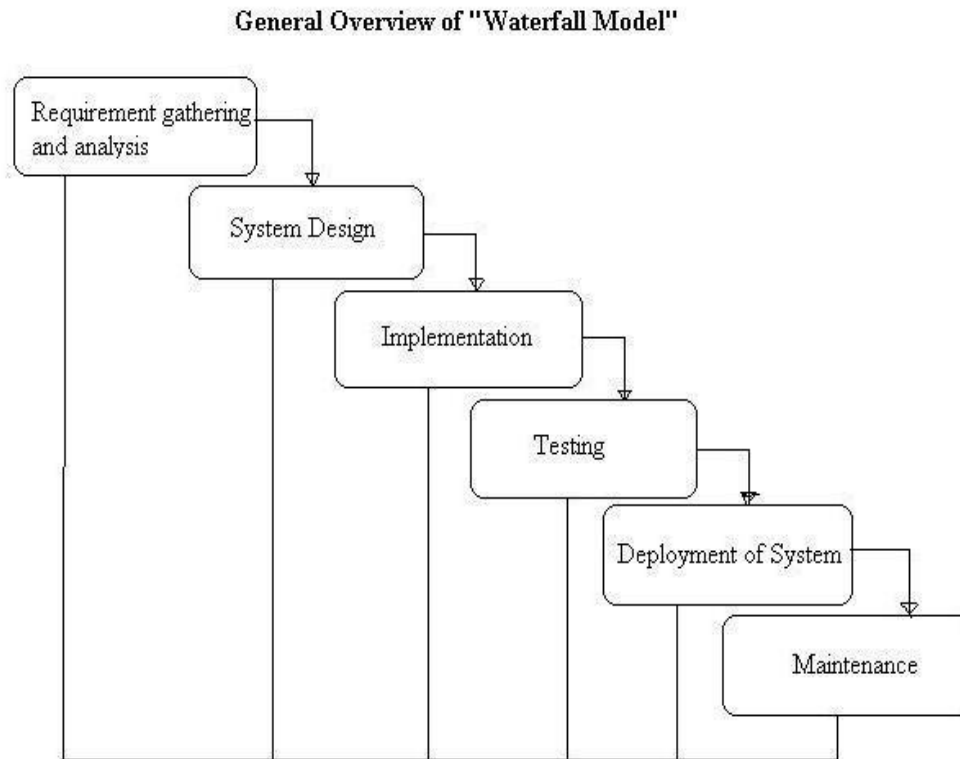 General Overview of "Waterfall Model"
Requirement gathering
and analysis
System Design
Implementation
Testing
Deployment of System
Maintenance